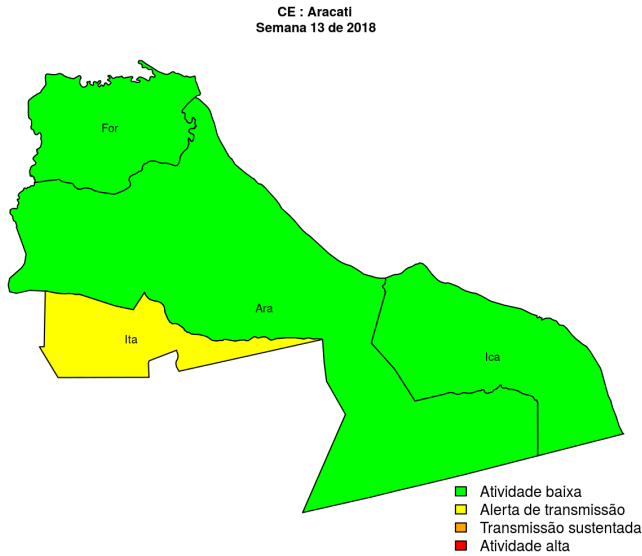 CE : Aracati
Semana 13 de 2018
For
Ara
Ita
Ica
Atividade baixa
Alerta de transmissão
Transmissão sustentada
Atividade alta